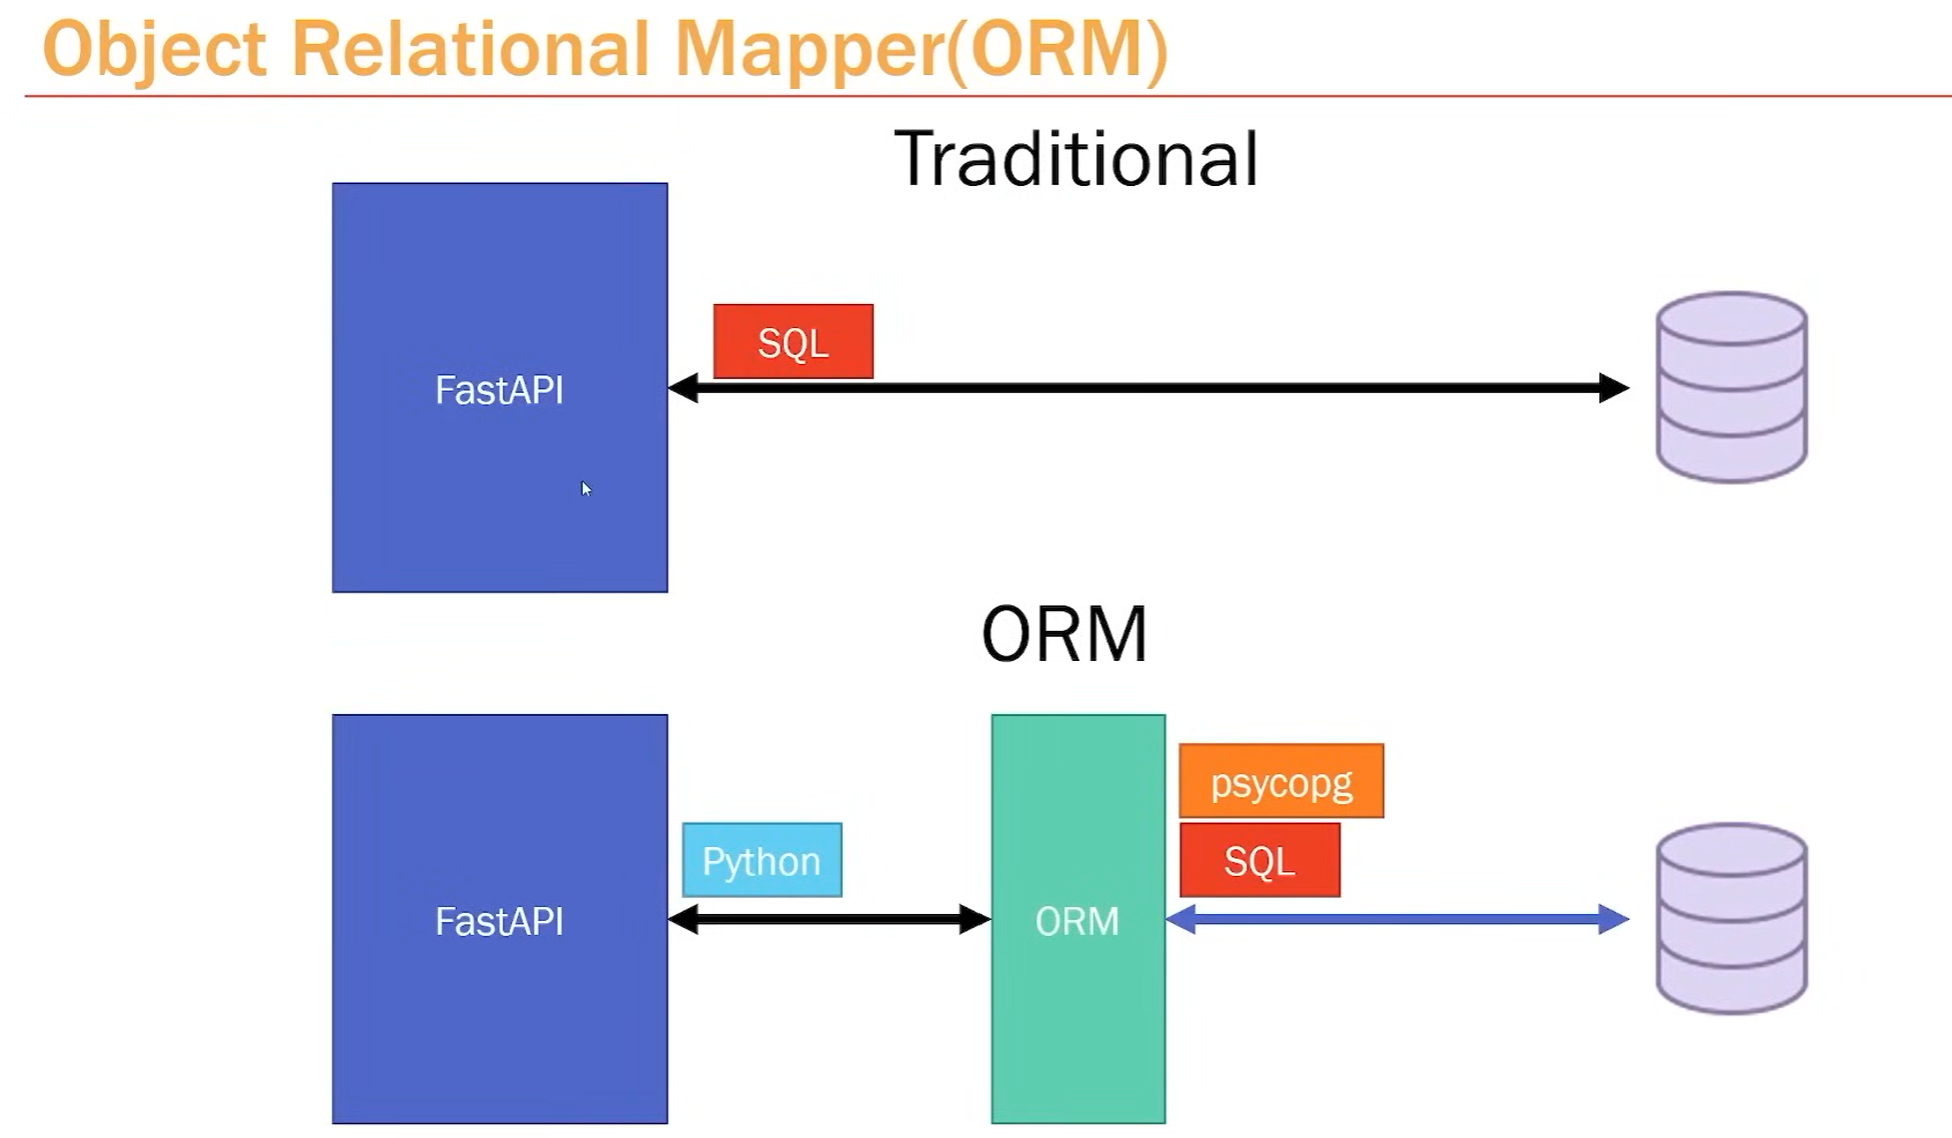 Object Relational Mapper(ORM)
Traditional
SQL
FastAPI
ORM
psycopg
Python
SQL
FastAPI
ORM